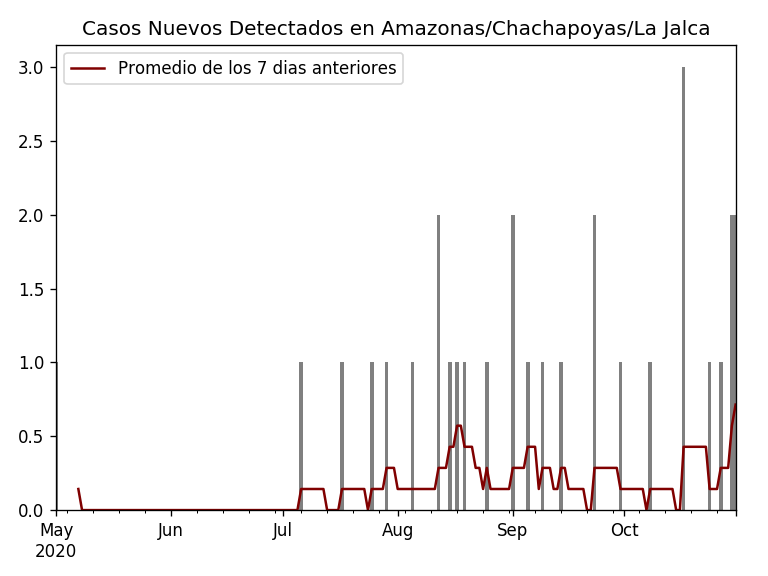 Casos Nuevos Detectados en Amazonas/Chachapoyas/La Jalca
Promedio de los 7 dias anteriores
3.0
2.5
2.0
1.5
1.0
0.5
0.0
May Jun Jul Aug Sep Oct
2020